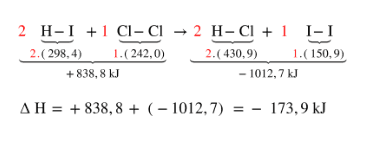 2 H–I + 1 Cl–Cl → 2 H–Cl + 1 I–I
2.(298,4) 1.(242,0) 2.(430,9) 1.(150,9)
+ 838,8 kJ – 1012,7 kJ
Δ H = + 838,8 + ( – 1012,7) = – 173,9 kJ